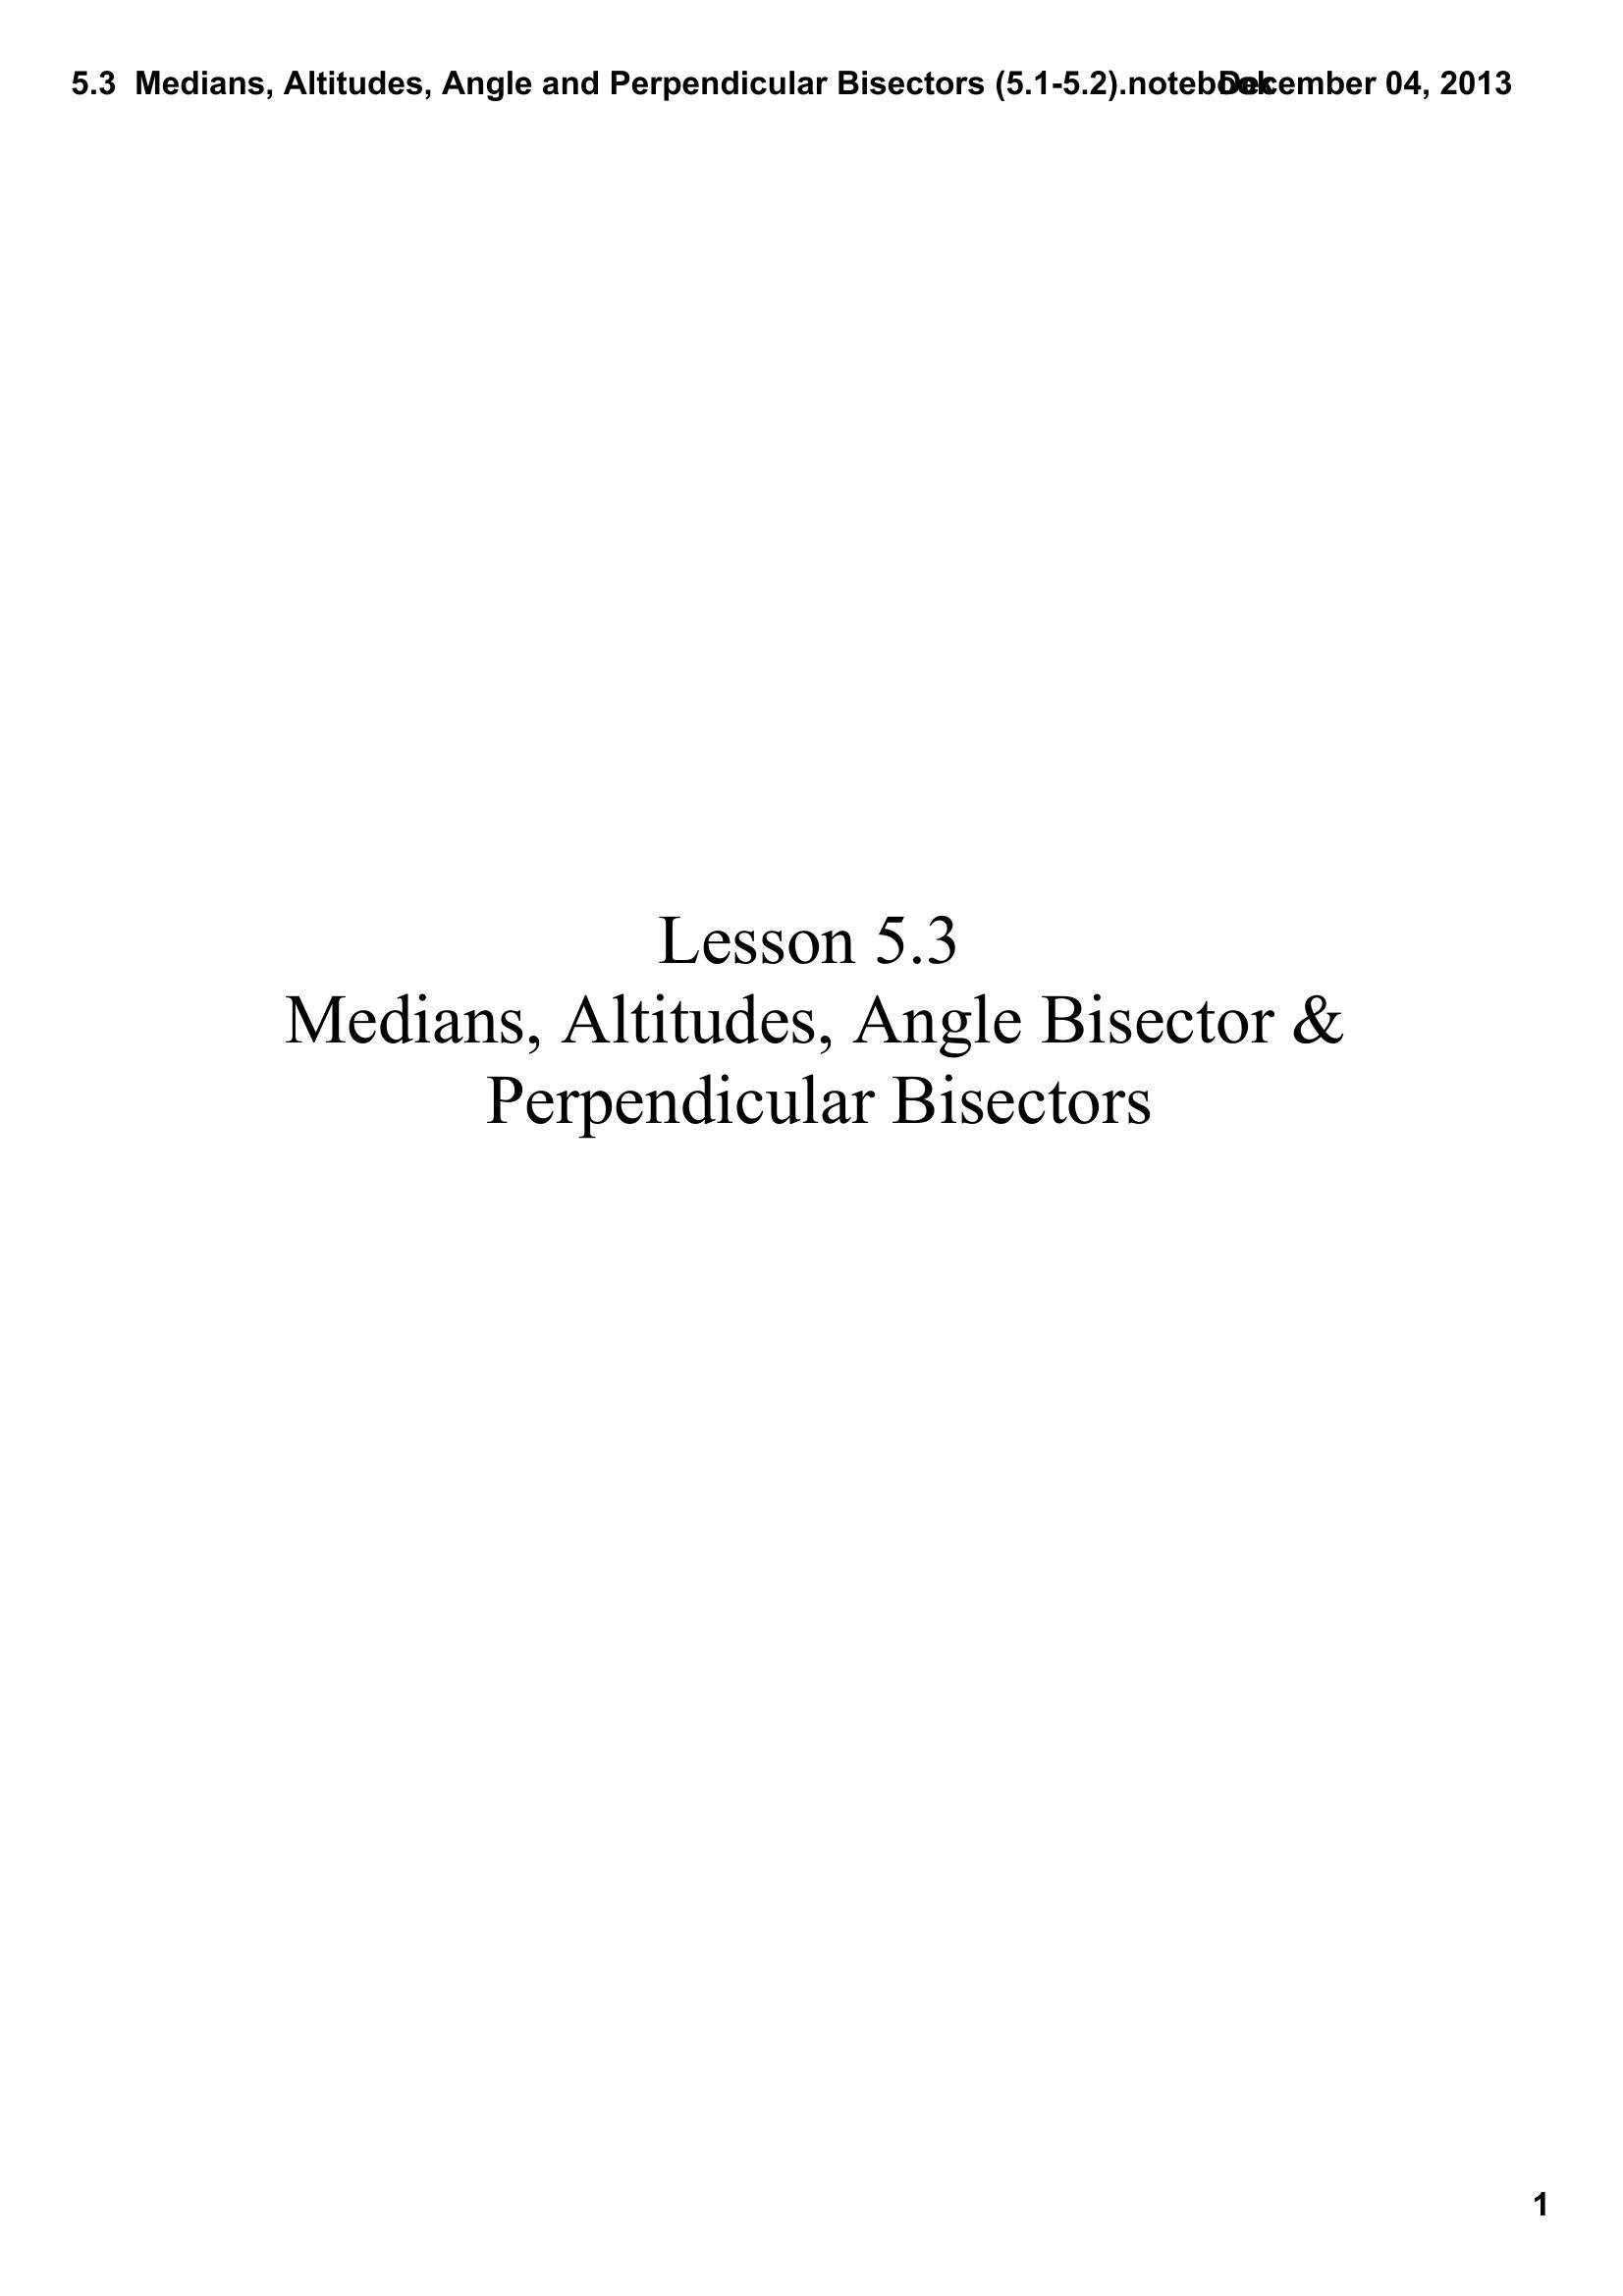 5.3 Medians, Altitudes, Angle and Perpendicular Bisectors (5.1-5.2).notebook December 04, 2013
Lesson 5.3
Medians, Altitudes, Angle Bisector &
Perpendicular Bisectors
1